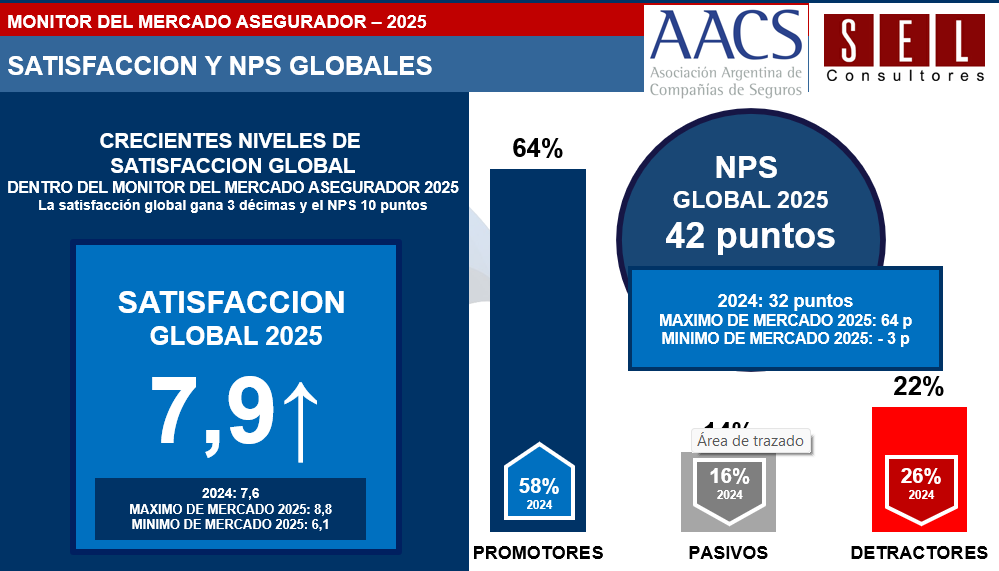 MONITOR DEL MERCADO ASEGURADOR – 2025
SATISFACCION Y NPS GLOBALES
AACS
Asociación Argentina de
Compañías de Seguros
SEL
Consultores
CRECIENTES NIVELES DE
SATISFACCION GLOBAL
DENTRO DEL MONITOR DEL MERCADO ASEGURADOR 2025
La satisfacción global gana 3 décimas y el NPS 10 puntos
SATISFACCION
GLOBAL 2025
7,9
2024: 7,6
MAXIMO DE MERCADO 2025: 8,8
MINIMO DE MERCADO 2025: 6,1
NPS
GLOBAL 2025
42 puntos
2024: 32 puntos
MAXIMO DE MERCADO 2025: 64 p
MINIMO DE MERCADO 2025: - 3 p
64%
22%
Área de trazado
58%
2024
16%
2024
26%
2024
PROMOTORES
PASIVOS
DETRACTORES